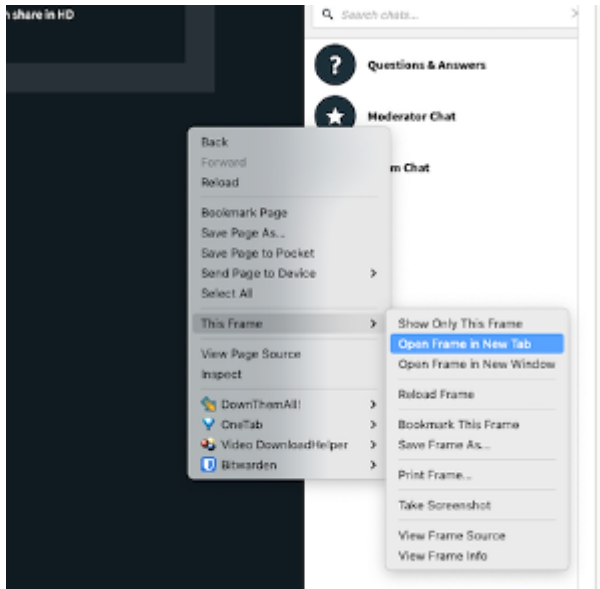 share in HD
Search chats...
Questions & Answers
Moderator Chat
m Chat
Back
Forward
Reload
Bookmark Page
Save Page As...
Save Page to Pocket
Send Page to Device
Select All
This Frame
View Page Source
Inspect
DownThemAll!
OneTab
Video DownloadHelper
Bitwarden
Show Only This Frame
Open Frame in New Tab
Open Frame in New Window
Reload Frame
Bookmark This Frame
Save Frame As...
Print Frame...
Take Screenshot
View Frame Source
View Frame Info